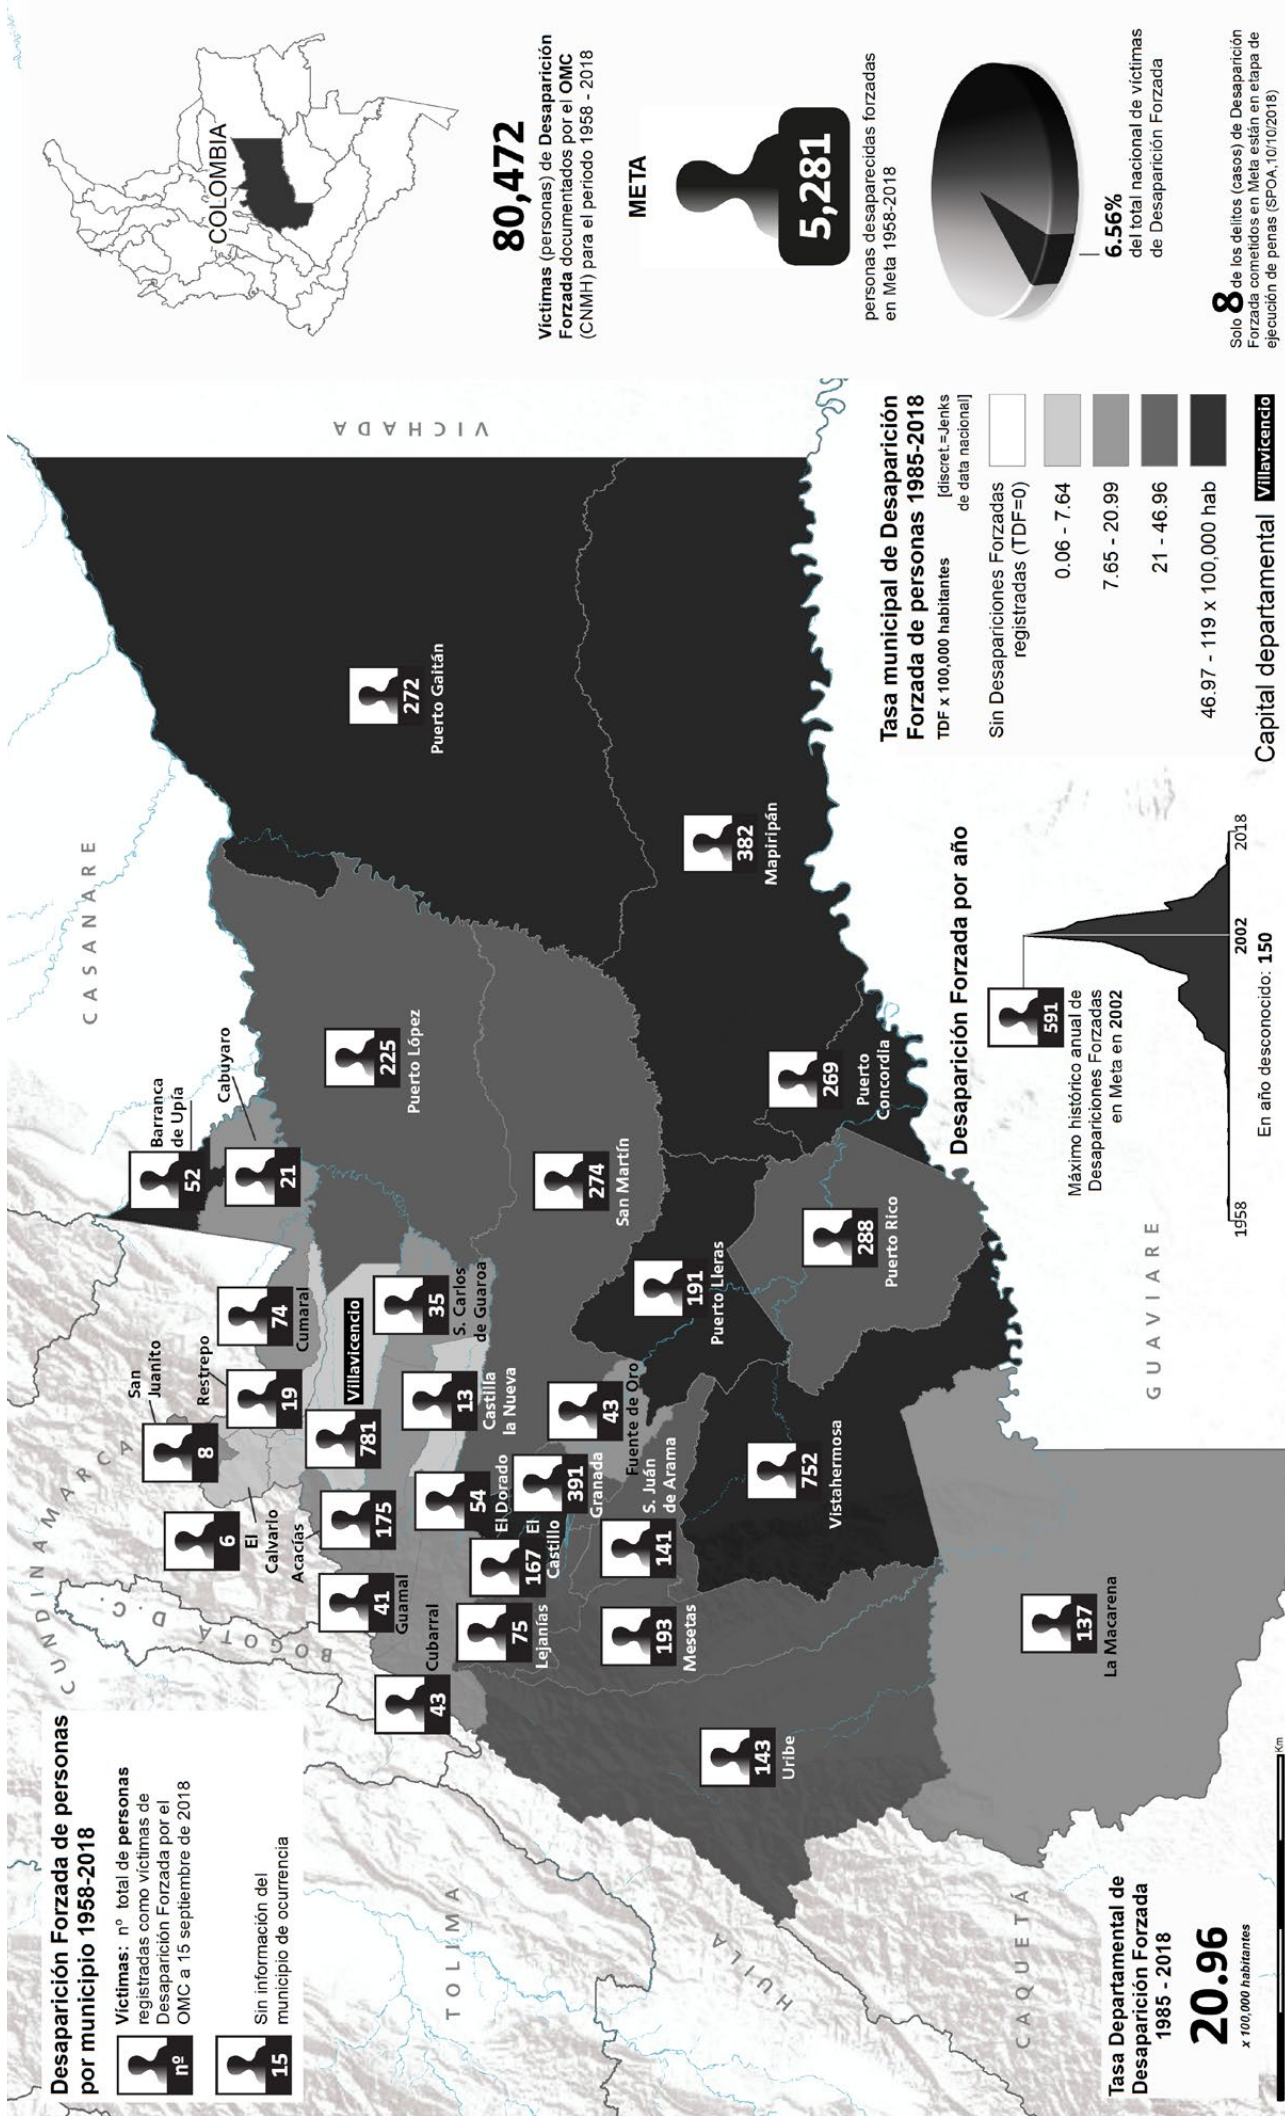 Desaparición Forzada de personas
por municipio 1958-2018
nº
Víctimas: nº total de personas
registradas como víctimas de
Desaparición Forzada por el
OMC a 15 septiembre de 2018
15
Sin información del
municipio de ocurrencia
CUNDINAMARCA
BOGOTÁ D.C.
TOLIMA
HUILA
CAQUETÁ
CASANARE
VICHADA
GUAVIARE
6
El
Calvario
8
San
Juanito
19
Restrepo
74
Cumaral
52
Barranca
de Upía
21
Cabuyaro
43
Cubarral
41
Guamal
175
Acacías
781
Villavicencio
35
S. Carlos
de Guaroa
13
Castilla
la Nueva
225
Puerto López
272
Puerto Gaitán
75
Lejanías
167
El
Castillo
54
El Dorado
391
Granada
43
Fuente de Oro
274
San Martín
193
Mesetas
141
S. Juán
de Arama
191
Puerto Lleras
382
Mapiripán
143
Uribe
752
Vistahermosa
288
Puerto Rico
269
Puerto
Concordia
137
La Macarena
Tasa Departamental de
Desaparición Forzada
1985 - 2018
20.96
x 100,000 habitantes
Km
Desaparición Forzada por año
591
Máximo histórico anual de
Desapariciones Forzadas
en Meta en 2002
1958
2002
2018
En año desconocido: 150
Tasa municipal de Desaparición
Forzada de personas 1985-2018
TDF x 100,000 habitantes
[discret.=Jenks
de data nacional]
Sin Desapariciones Forzadas
registradas (TDF=0)
0.06 - 7.64
7.65 - 20.99
21 - 46.96
46.97 - 119 x 100,000 hab
Capital departamental Villavicencio
COLOMBIA
80,472
Víctimas (personas) de Desaparición
Forzada documentados por el OMC
(CNMH) para el periodo 1958 - 2018
META
5,281
personas desaparecidas forzadas
en Meta 1958-2018
6.56%
del total nacional de víctimas
de Desaparición Forzada
Solo 8 de los delitos (casos) de Desaparición
Forzada cometidos en Meta están en etapa de
ejecución de penas (SPOA,10/10/2018)